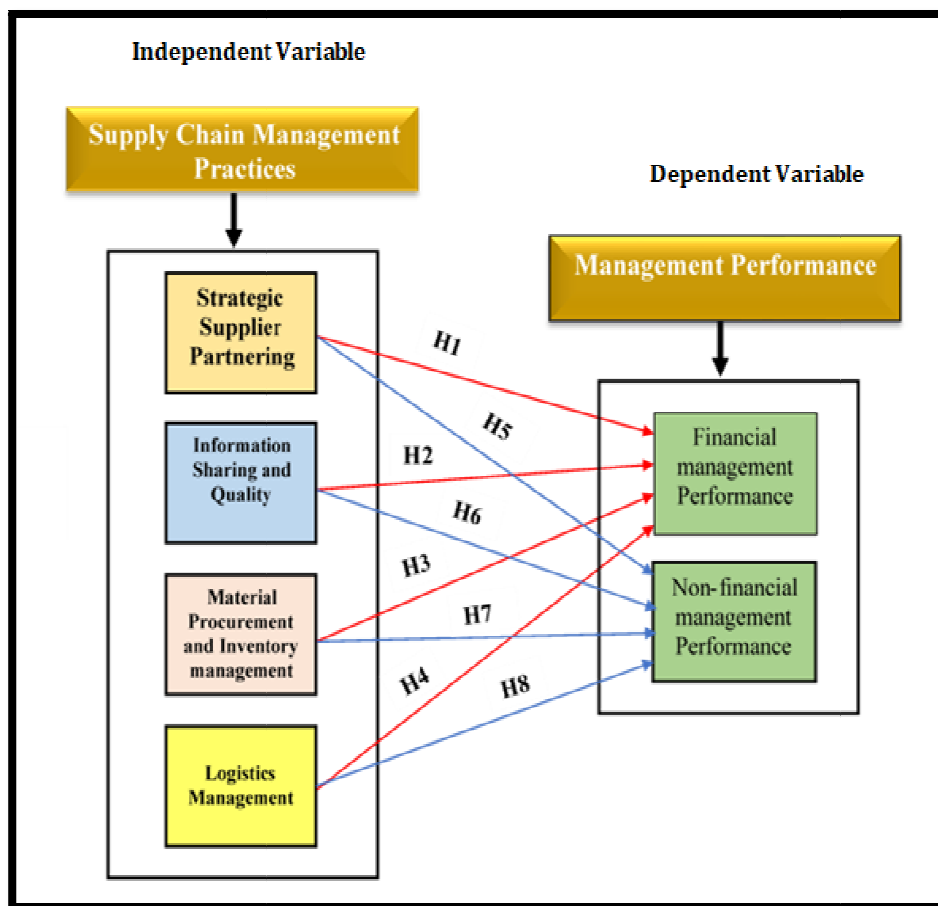 Independent Variable
Supply Chain Management
Practices
Dependent Variable
Management Performance
Strategic
Supplier
Partnering
Information
Sharing and
Quality
Material
Procurement
and Inventory
management
Logistics
Management
H1
H5
H2
H6
H3
H7
H4
H8
Financial
management
Performance
Non-financial
management
Performance